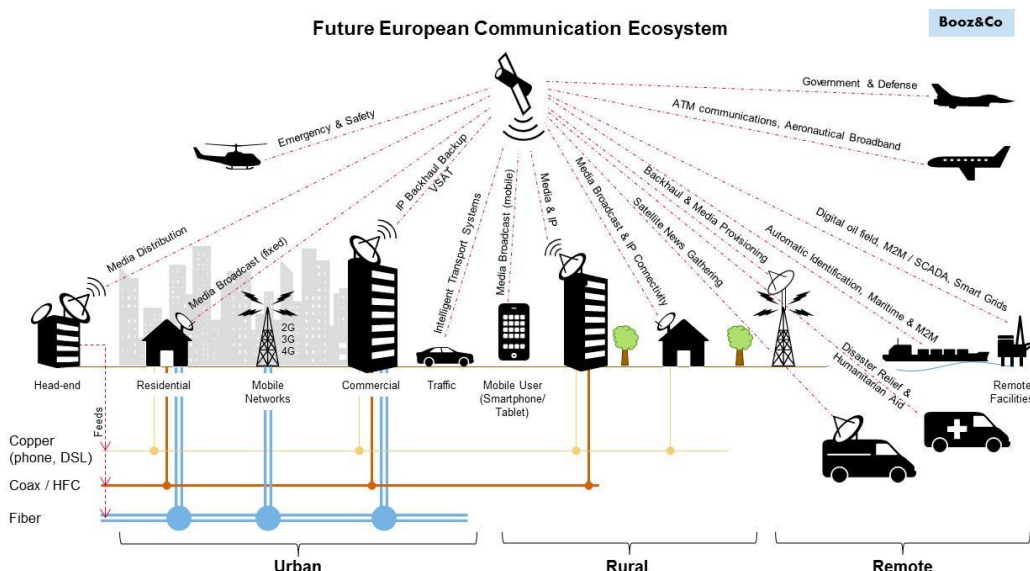 Future European Communication Ecosystem
Booz&Co
Government & Defense
ATM communications, Aeronautical Broadband
Emergency & Safety
IP Backhaul Backup
VSAT
Media Distribution
Media Broadcast (fixed)
Intelligent Transport Systems
Media Broadcast (mobile)
Media & IP
Media Broadcast & IP Connectivity
Satellite News Gathering
Backhaul & Media Provisioning
Automatic Identification, Maritime & M2M
Digital oil field, M2M / SCADA, Smart Grids
Disaster Relief &
Humanitarian Aid
2G
3G
4G
Head-end
Residential
Mobile
Networks
Commercial
Traffic
Mobile User
(Smartphone/
Tablet)
Remote
Facilities
Feeds
Copper
(phone, DSL)
Coax / HFC
Fiber
Urban
Rural
Remote